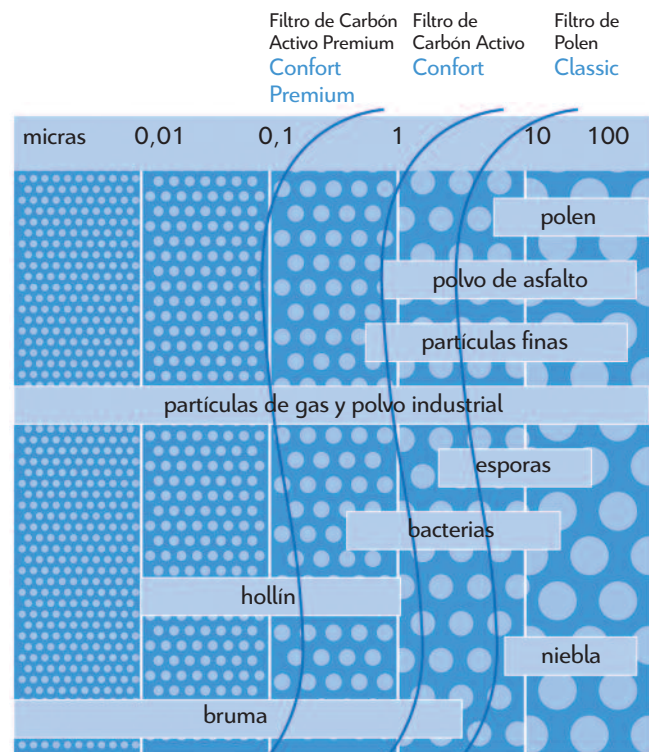 Filtro de Carbón
Activo Premium
Confort
Premium
Filtro de
Carbón Activo
Confort
Filtro de
Polen
Classic
micras 0,01 0,1 1 10 100
polen
polvo de asfalto
partículas finas
partículas de gas y polvo industrial
esporas
bacterias
hollín
niebla
bruma